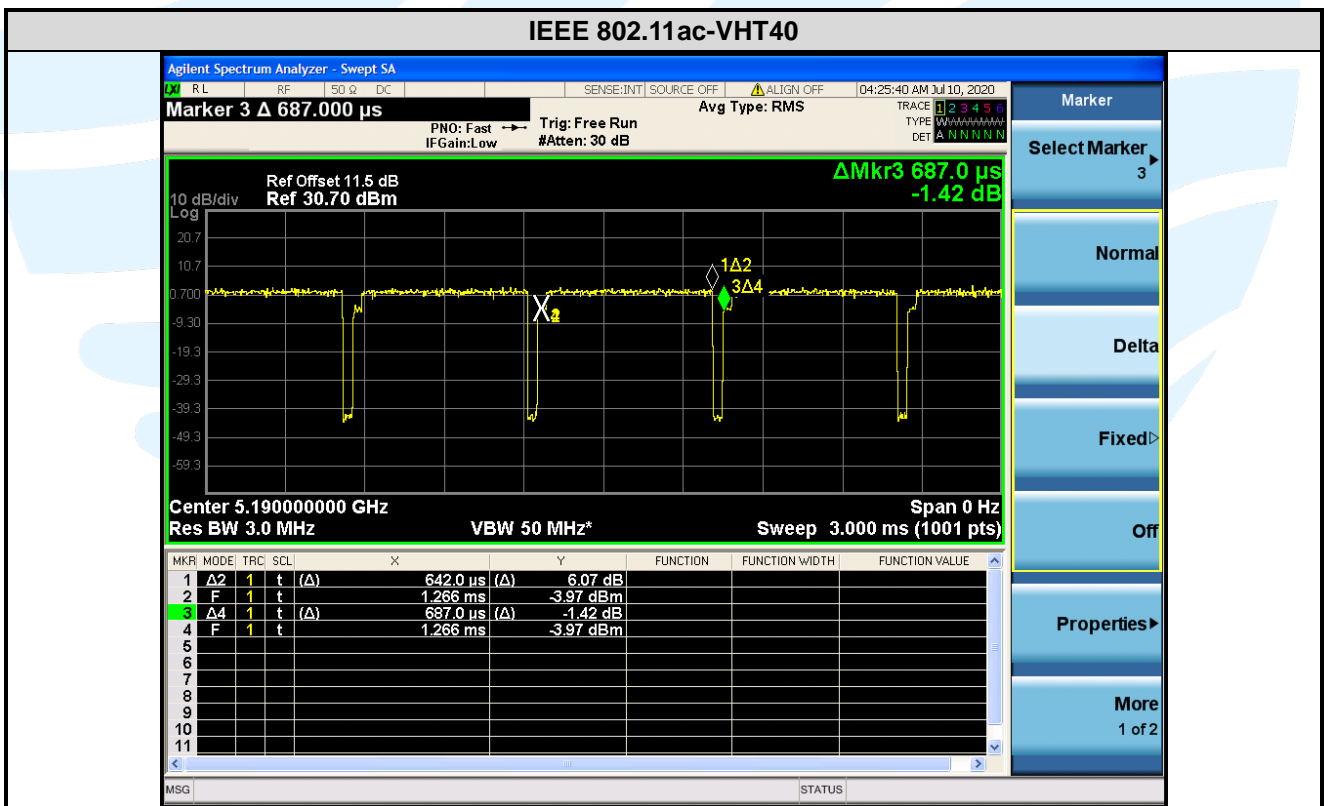 IEEE 802.11ac-VHT40
Agilent Spectrum Analyzer - Swept SA
LXI RL RF 50 Ω DC SENSE:INT SOURCE OFF ALIGN OFF 04:25:40 AM Jul 10, 2020
Marker 3 Δ 687.000 µs
PNO: Fast
IFGain:Low
Trig: Free Run
#Atten: 30 dB
Avg Type: RMS
TRACE 1 2 3 4 5 6
TYPE WWWWWW
DET A N N N N N
ΔMkr3 687.0 µs
-1.42 dB
Ref Offset 11.5 dB
10 dB/div Ref 30.70 dBm
Log
20.7
10.7
0.700
-9.30
-19.3
-29.3
-39.3
-49.3
-59.3
1Δ2
3Δ4
Center 5.190000000 GHz Span 0 Hz
Res BW 3.0 MHz VBW 50 MHz* Sweep 3.000 ms (1001 pts)
MKR MODE TRC SCL X Y FUNCTION FUNCTION WIDTH FUNCTION VALUE
1 Δ2 1 t (Δ) 642.0 µs (Δ) 6.07 dB
2 F 1 t 1.266 ms -3.97 dBm
3 Δ4 1 t (Δ) 687.0 µs (Δ) -1.42 dB
4 F 1 t 1.266 ms -3.97 dBm
5
6
7
8
9
10
11
MSG STATUS
Marker
Select Marker
3
Normal
Delta
Fixed
Off
Properties
More
1 of 2